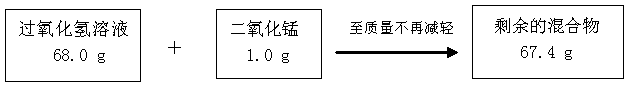 过氧化氢溶液
68.0 g
+
二氧化锰
1.0 g
至质量不再减轻
剩余的混合物
67.4 g